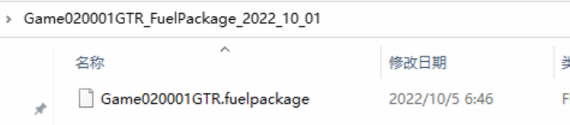 Game020001GTR_FuelPackage_2022_10_01
名称 修改日期
Game020001GTR.fuelpackage 2022/10/5 6:46 F